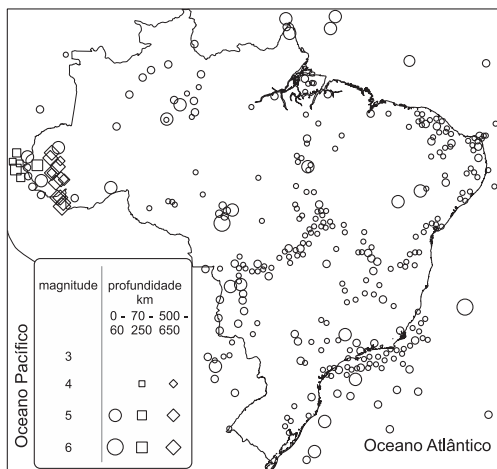 magnitude profundidade
km
0 - 70 - 500 -
60 250 650
3
4
5
6
Oceano Pacífico
Oceano Atlântico